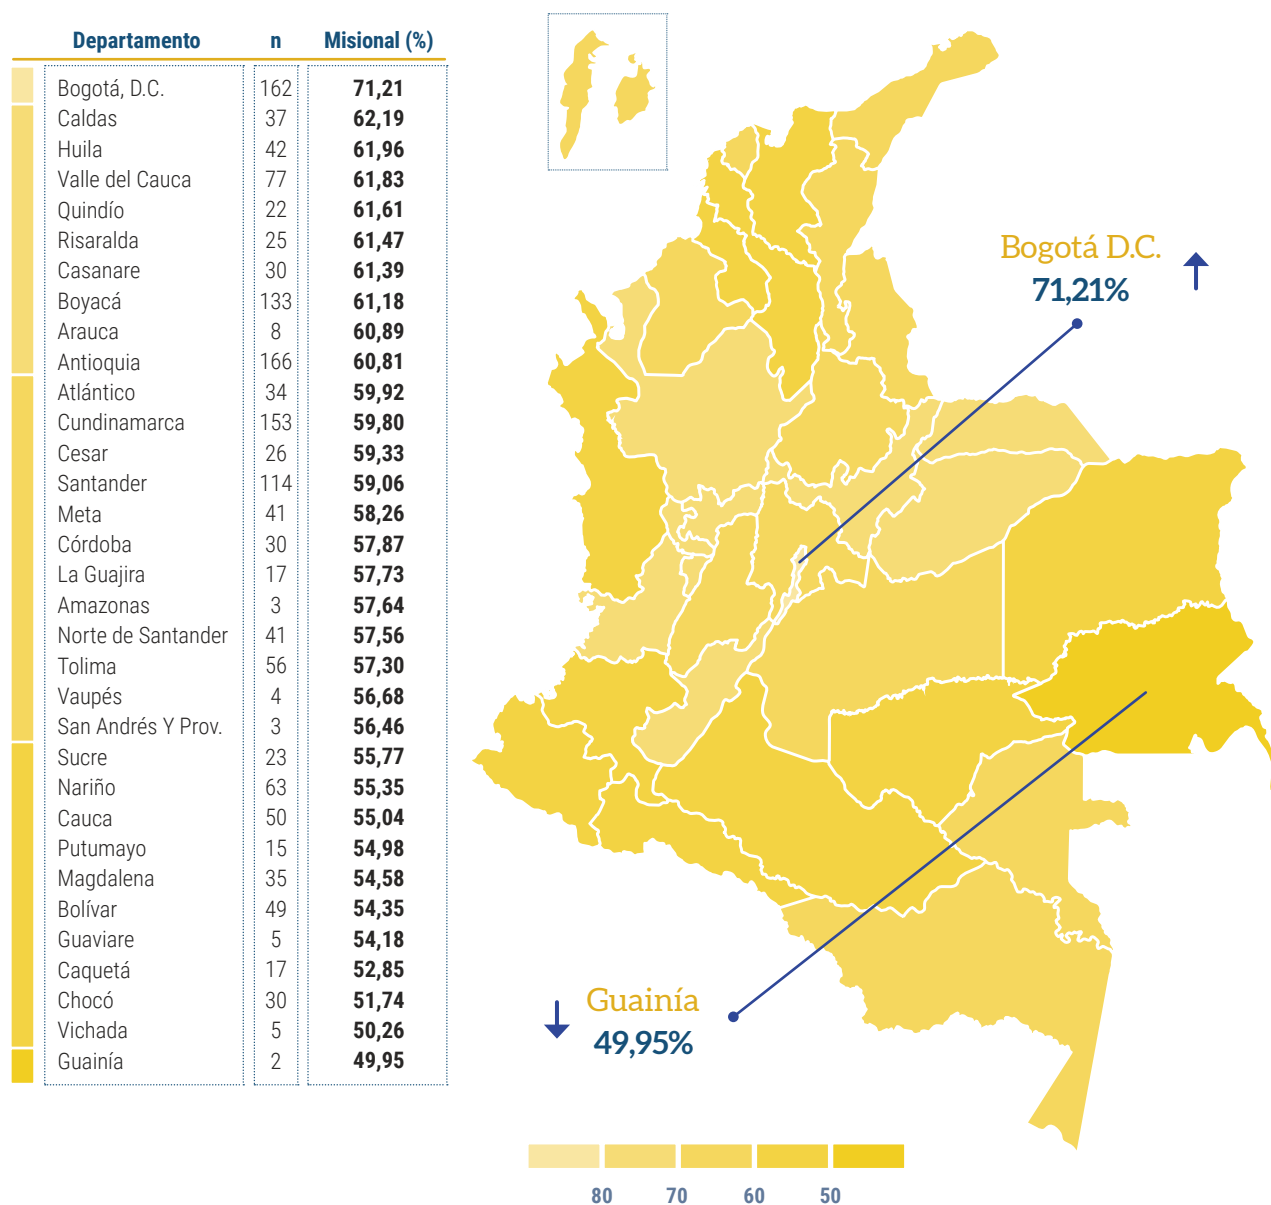 Departamento n Misional (%)
Bogotá, D.C. 162 71,21
Caldas 37 62,19
Huila 42 61,96
Valle del Cauca 77 61,83
Quindío 22 61,61
Risaralda 25 61,47
Casanare 30 61,39
Boyacá 133 61,18
Arauca 8 60,89
Antioquia 166 60,81
Atlántico 34 59,92
Cundinamarca 153 59,80
Cesar 26 59,33
Santander 114 59,06
Meta 41 58,26
Córdoba 30 57,87
La Guajira 17 57,73
Amazonas 3 57,64
Norte de Santander 41 57,56
Tolima 56 57,30
Vaupés 4 56,68
San Andrés Y Prov. 3 56,46
Sucre 23 55,77
Nariño 63 55,35
Cauca 50 55,04
Putumayo 15 54,98
Magdalena 35 54,58
Bolívar 49 54,35
Guaviare 5 54,18
Caquetá 17 52,85
Chocó 30 51,74
Vichada 5 50,26
Guainía 2 49,95
Bogotá D.C.
71,21%
Guainía
49,95%
80 70 60 50